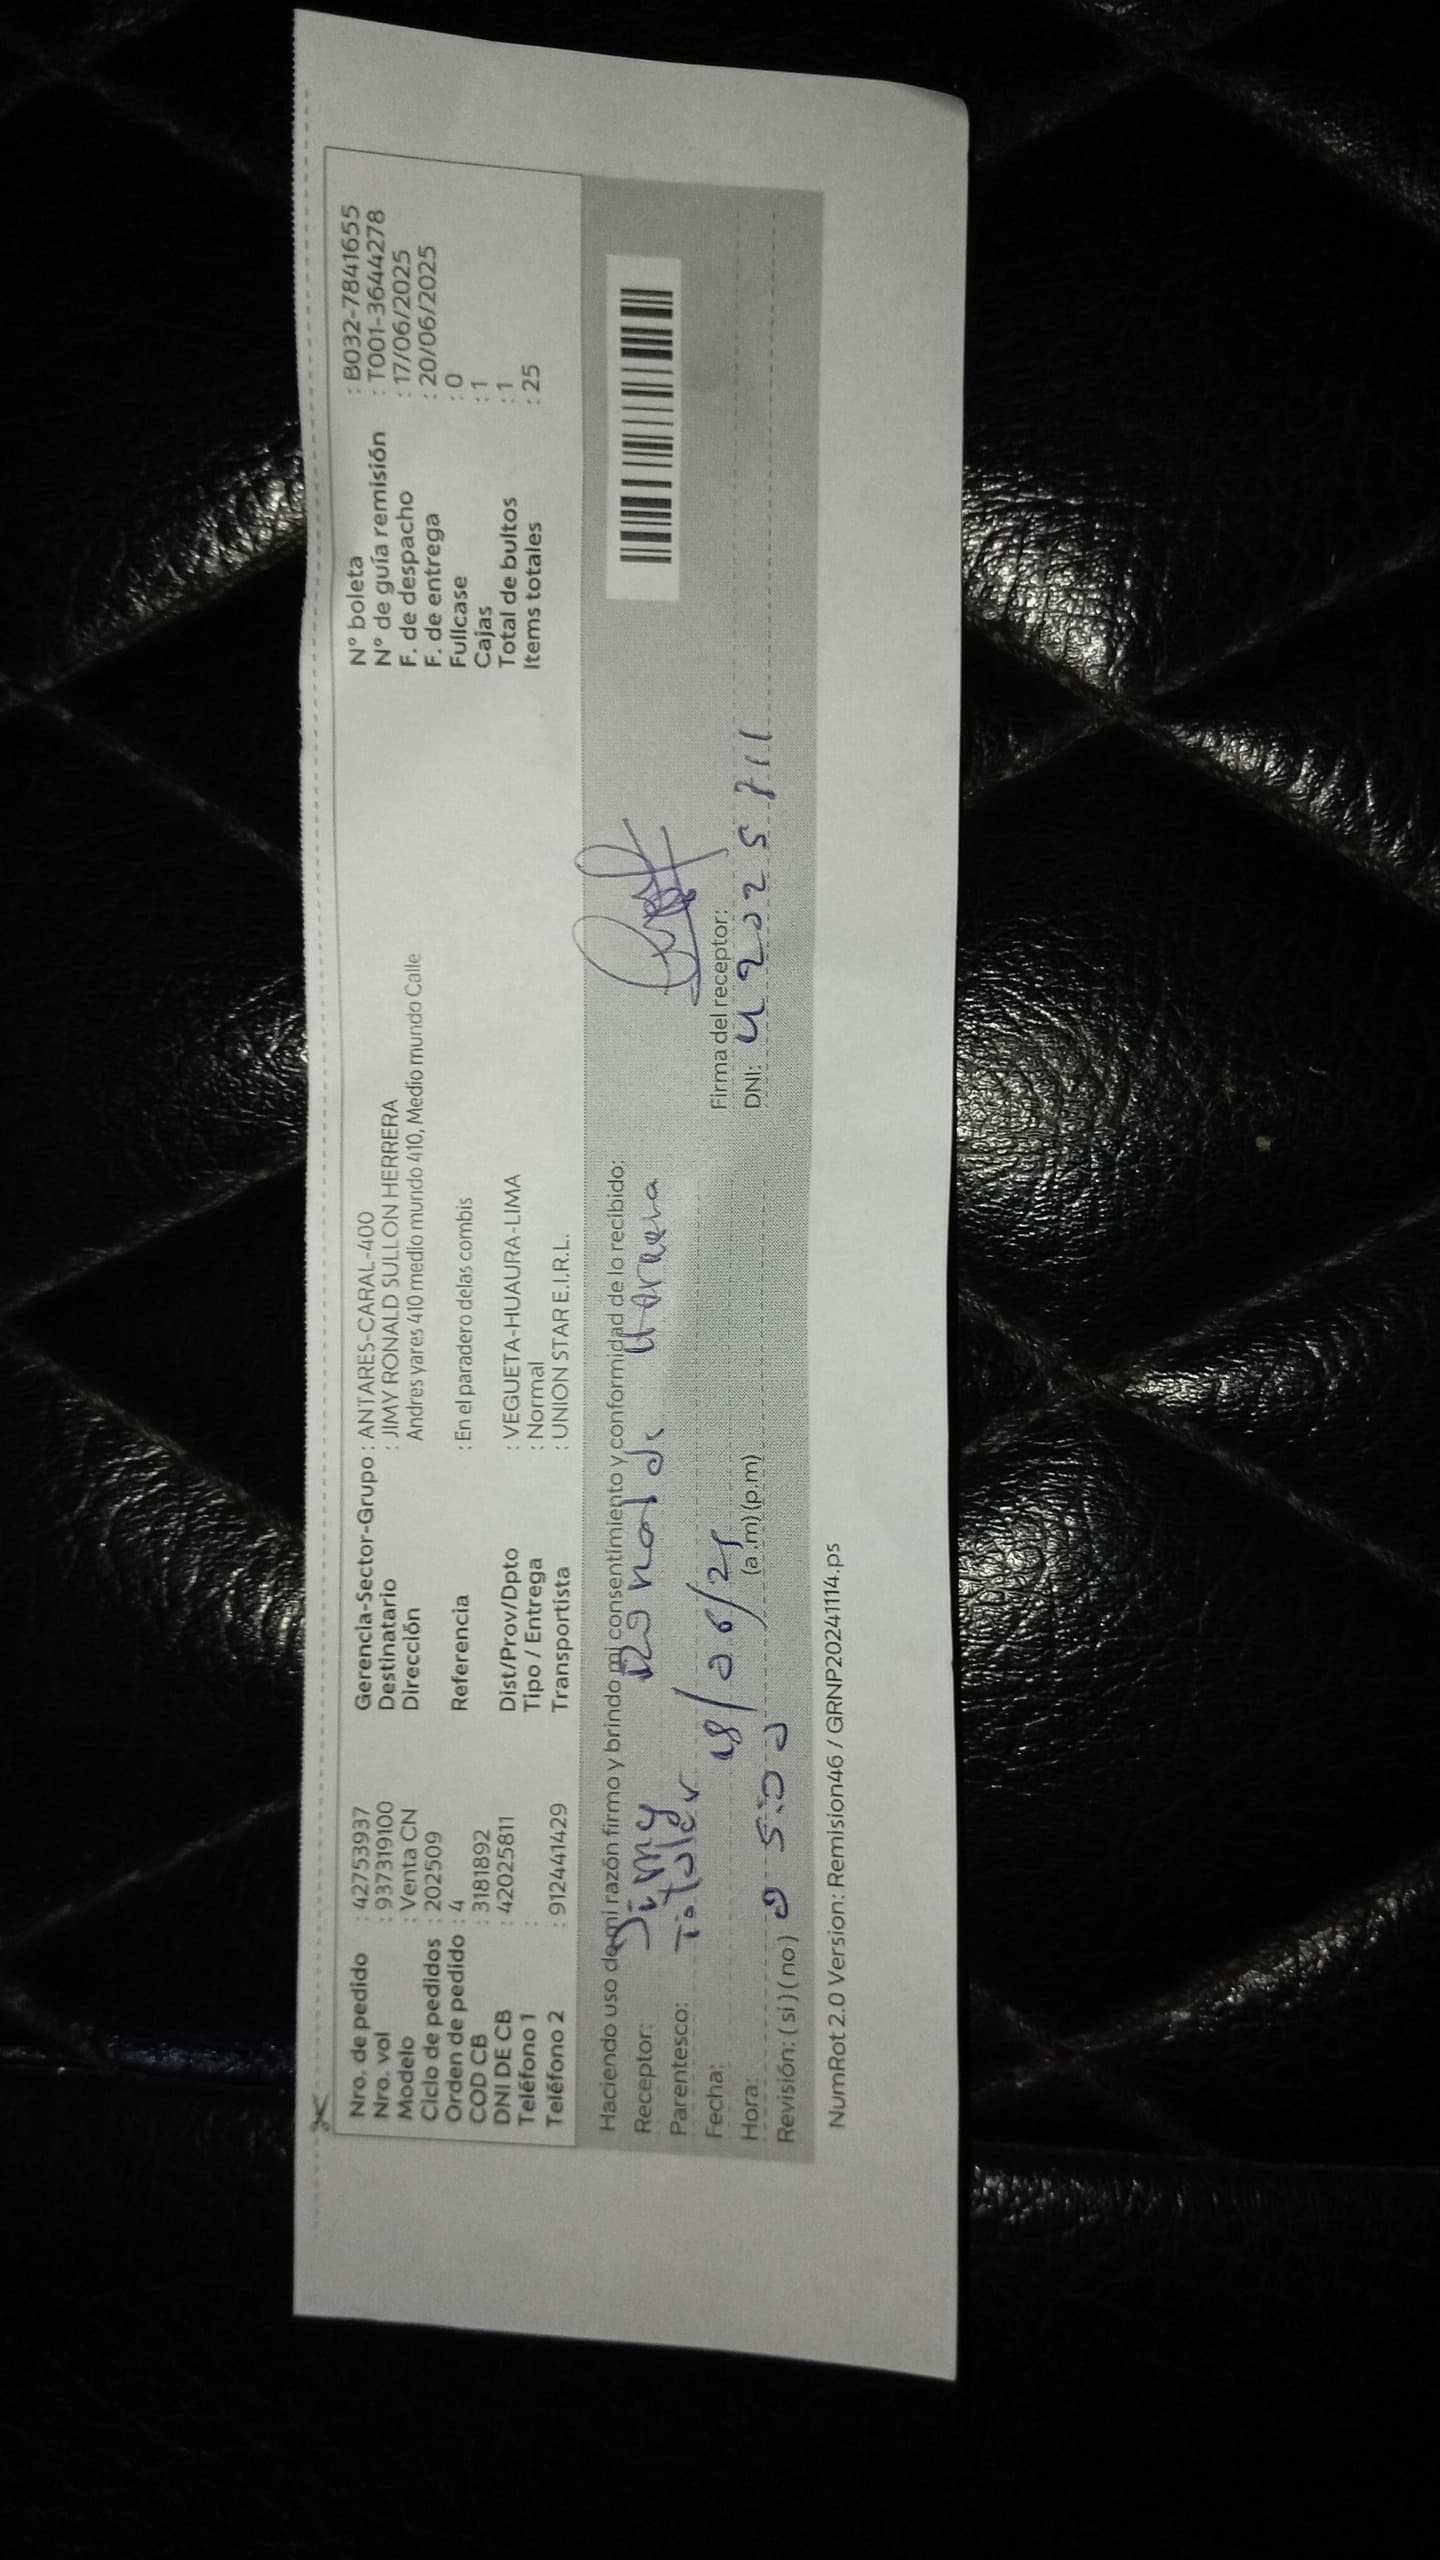 Nro. de pedido : 42753937 Gerencia-Sector-Grupo : ANTARES-CARAL-400 N° boleta : B032-7841655
Nro. vol : 937319100 Destinatario : JIMY RONALD SULLON HERRERA N° de guía remisión : T001-3644278
Modelo : Venta CN Dirección Andres yares 410 medio mundo 410, Medio mundo Calle F. de despacho : 17/06/2025
Ciclo de pedidos : 202509 F. de entrega : 20/06/2025
Orden de pedido : 4 Referencia : En el paradero delas combis Fullcase : 0
COD CB : 3181892 Cajas : 1
DNI DE CB : 42025811 Dist/Prov/Dpto : VEGUETA-HUAURA-LIMA Total de bultos : 1
Teléfono 1 : Tipo / Entrega : Normal Items totales : 25
Teléfono 2 : 912441429 Transportista : UNION STAR E.I.R.L.
Haciendo uso de mi razón firmo y brindo mi consentimiento y conformidad de lo recibido:
Receptor: Jimy Ronald
Parentesco:
Fecha: 18/06/25 Firma del receptor:
Hora: (a.m) (p.m) DNI: 42025811
Revisión: ( si ) ( no )
NumRot 2.0 Version: Remision46 / GRNP20241114.ps